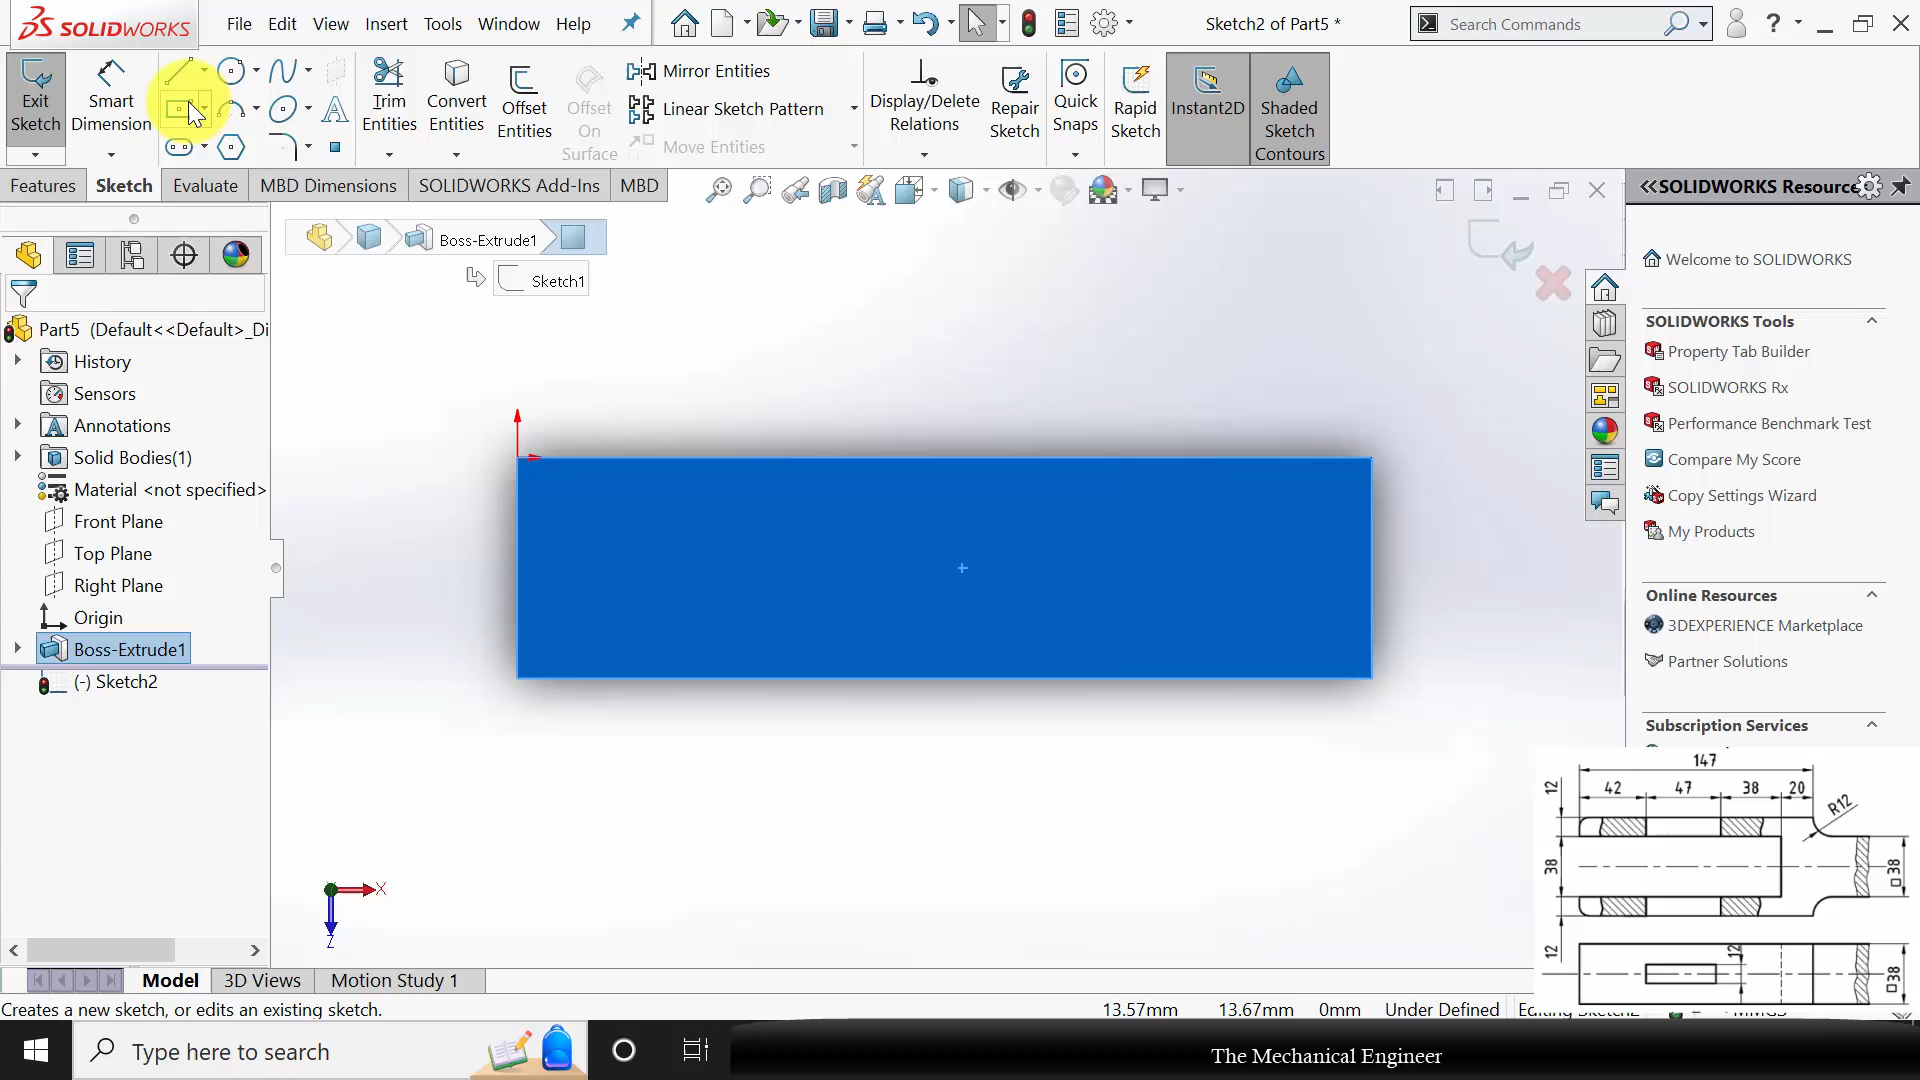 SOLIDWORKS
File Edit View Insert Tools Window Help
Sketch2 of Part5 *
Search Commands
Exit Sketch
Smart Dimension
Trim Entities
Convert Entities
Offset Entities
Offset On Surface
Mirror Entities
Linear Sketch Pattern
Move Entities
Display/Delete Relations
Repair Sketch
Quick Snaps
Rapid Sketch
Instant2D
Shaded Sketch Contours
Features Sketch Evaluate MBD Dimensions SOLIDWORKS Add-Ins MBD
Boss-Extrude1
Sketch1
Part5 (Default<<Default>_Di
History
Sensors
Annotations
Solid Bodies(1)
Material <not specified>
Front Plane
Top Plane
Right Plane
Origin
Boss-Extrude1
(-) Sketch2
X
Z
SOLIDWORKS Resource
Welcome to SOLIDWORKS
SOLIDWORKS Tools
Property Tab Builder
SOLIDWORKS Rx
Performance Benchmark Test
Compare My Score
Copy Settings Wizard
My Products
Online Resources
3DEXPERIENCE Marketplace
Partner Solutions
Subscription Services
147
12 42 47 38 20
R12
38 □38
12 12 □38
Model 3D Views Motion Study 1
Creates a new sketch, or edits an existing sketch.
13.57mm 13.67mm 0mm Under Defined
Type here to search
The Mechanical Engineer